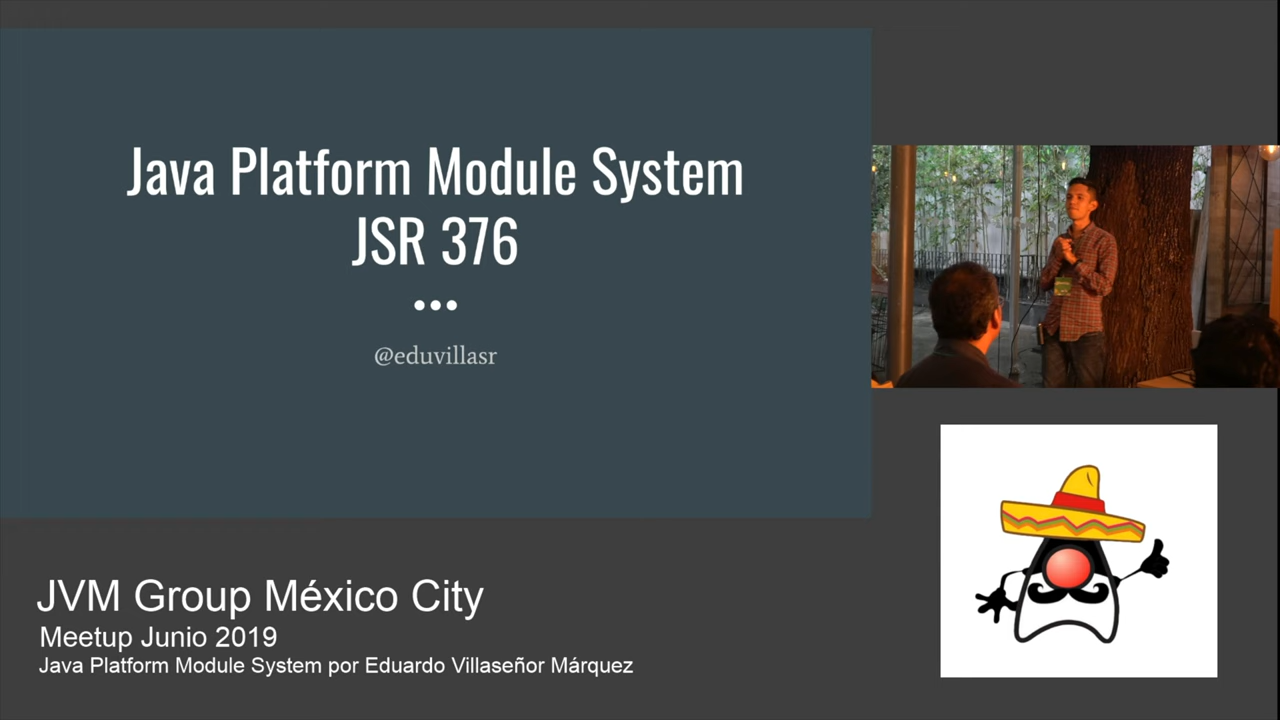 Java Platform Module System
JSR 376
@eduvillasr
JVM Group México City
Meetup Junio 2019
Java Platform Module System por Eduardo Villaseñor Márquez